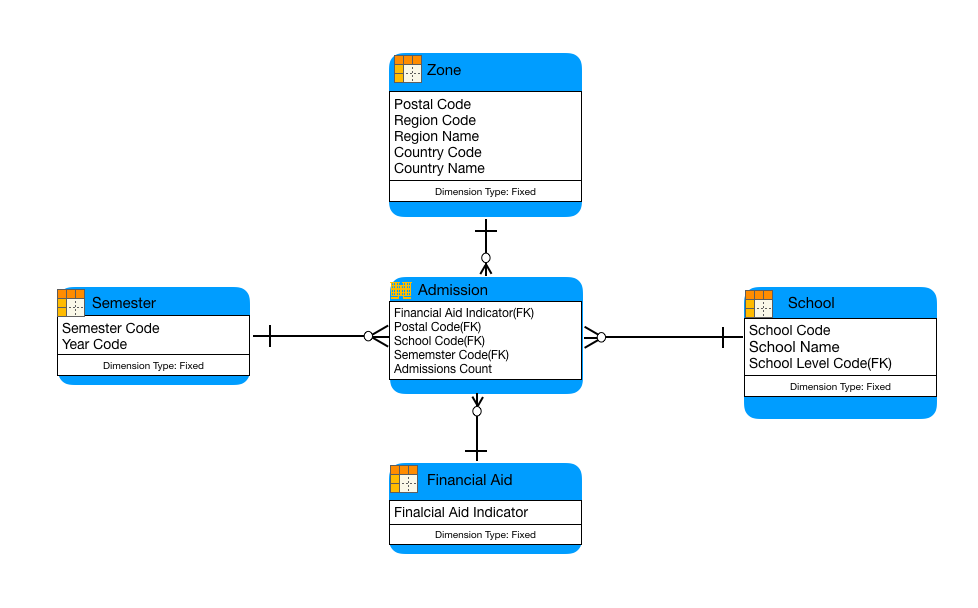 Zone
Postal Code
Region Code
Region Name
Country Code
Country Name
Dimension Type: Fixed
Semester
Semester Code
Year Code
Dimension Type: Fixed
Admission
Financial Aid Indicator(FK)
Postal Code(FK)
School Code(FK)
Sememster Code(FK)
Admissions Count
School
School Code
School Name
School Level Code(FK)
Dimension Type: Fixed
Financial Aid
Finalcial Aid Indicator
Dimension Type: Fixed